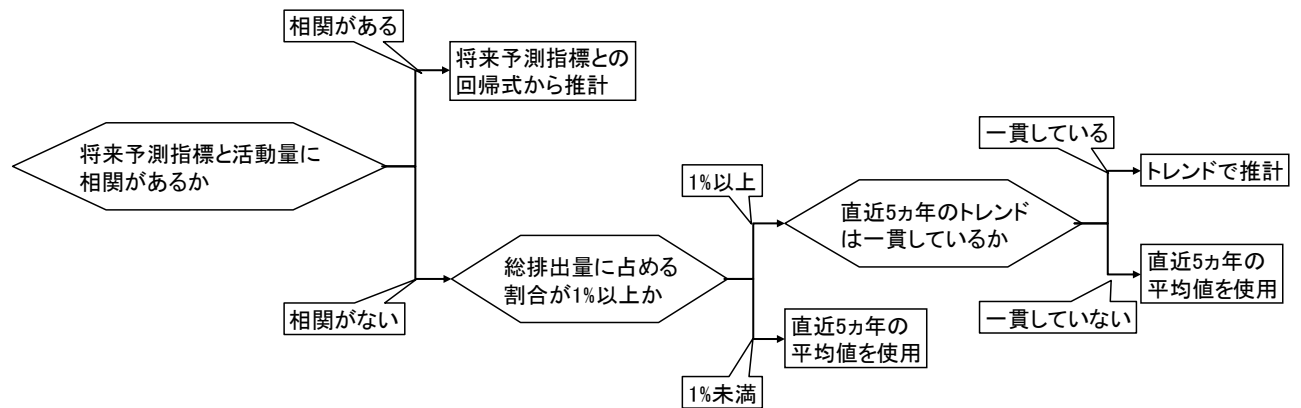 相関がある
将来予測指標との
回帰式から推計
将来予測指標と活動量に
相関があるか
相関がない
総排出量に占める
割合が1%以上か
1%以上
直近5ヵ年のトレンド
は一貫しているか
1%未満
直近5ヵ年の
平均値を使用
一貫している
トレンドで推計
一貫していない
直近5ヵ年の
平均値を使用